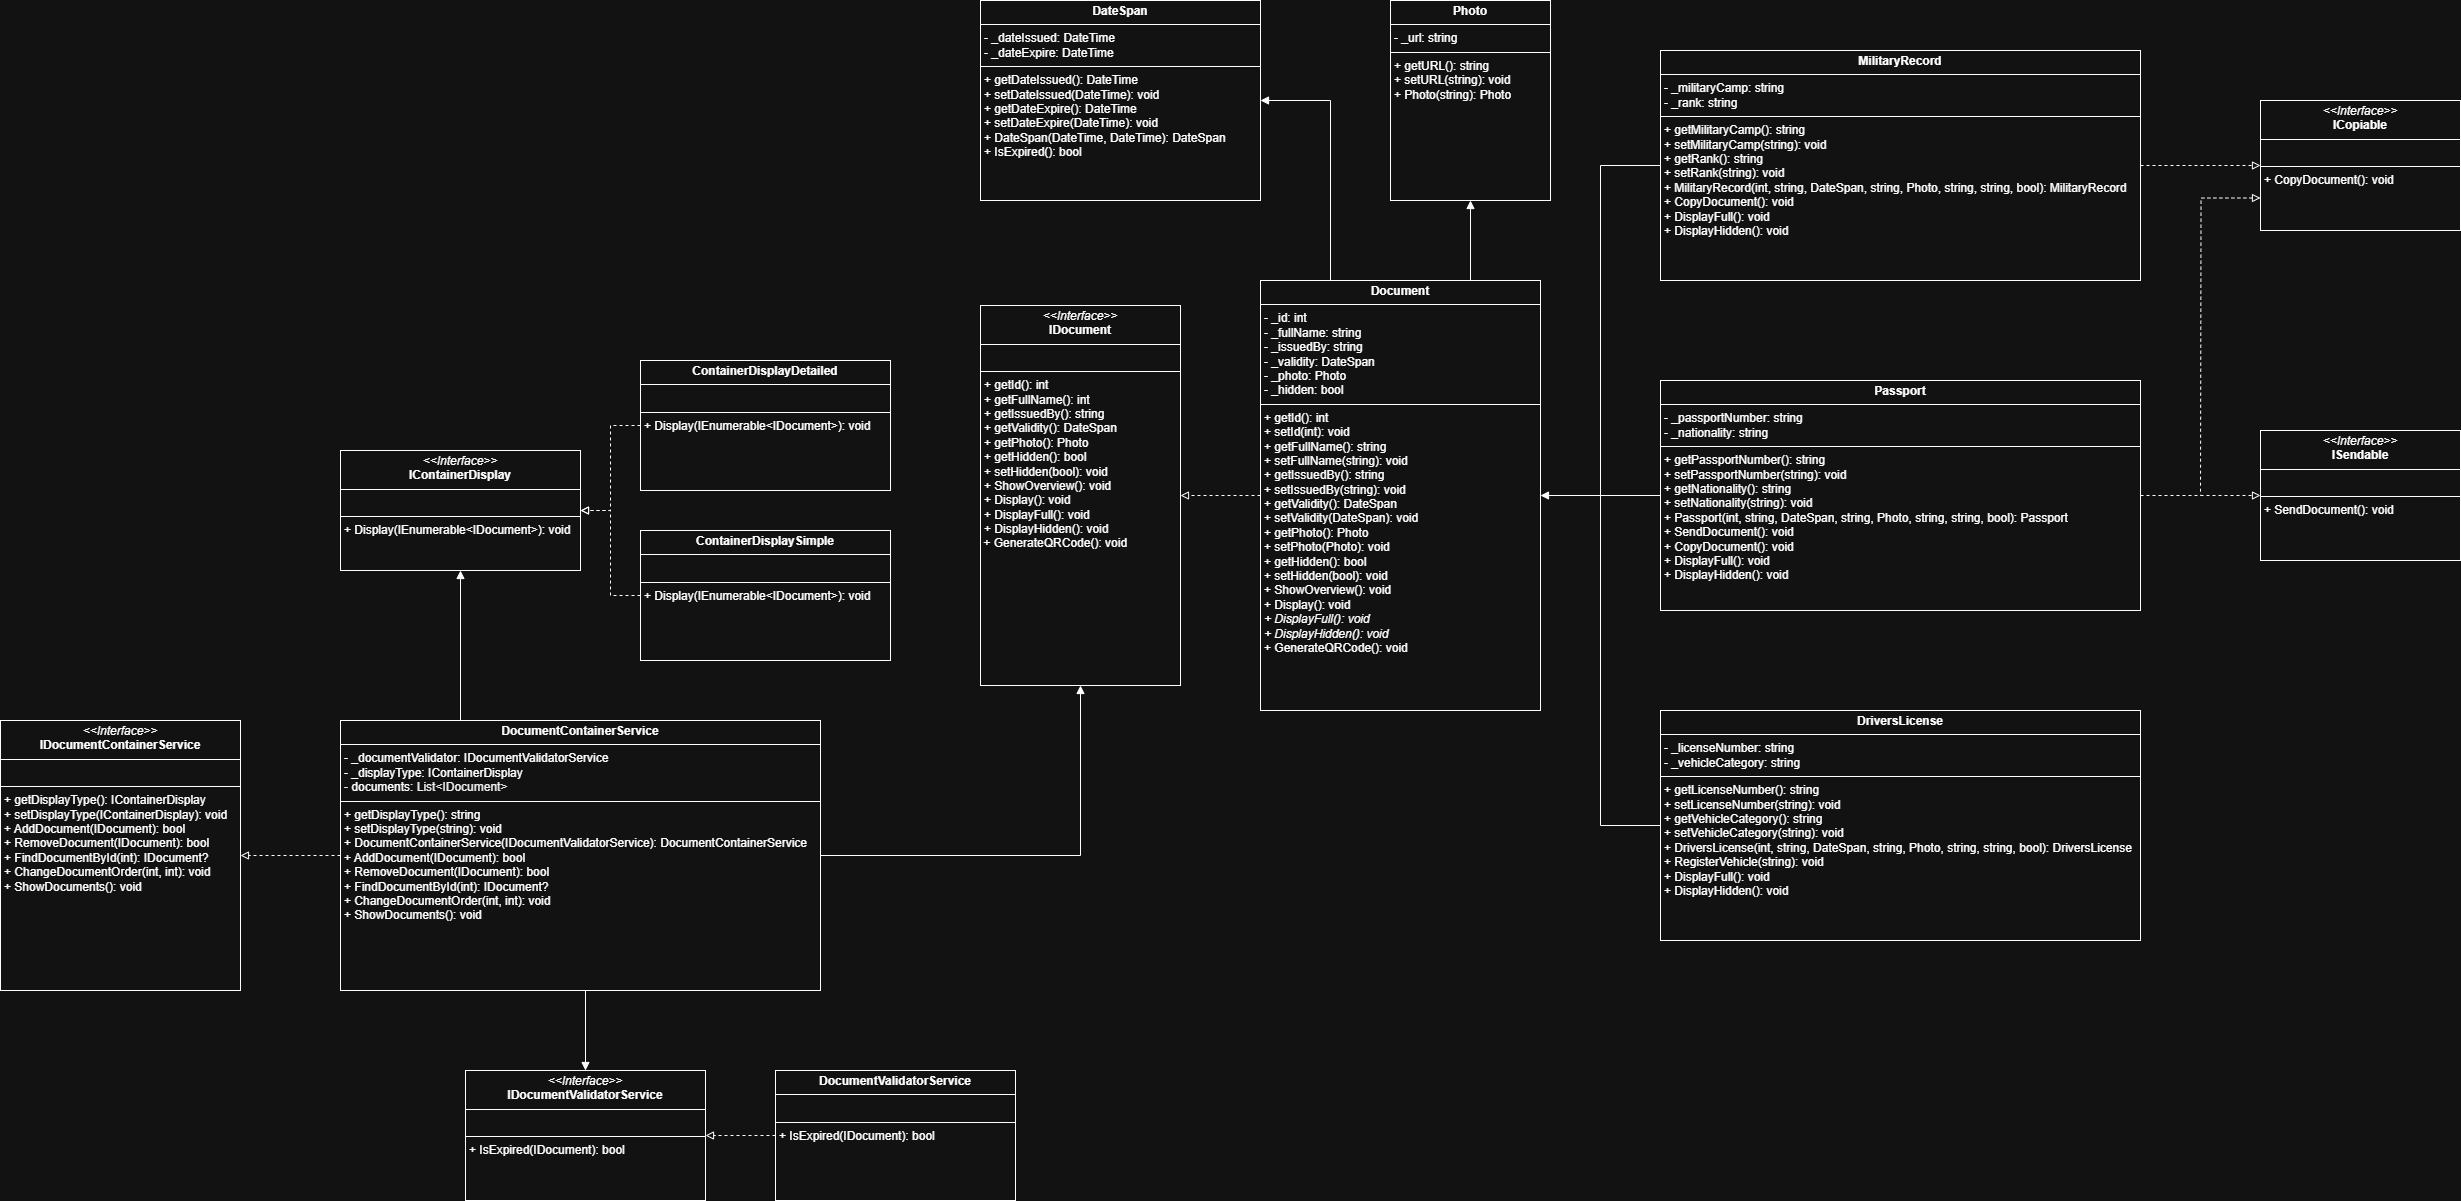 DateSpan
- _dateIssued: DateTime
- _dateExpire: DateTime
+ getDateIssued(): DateTime
+ setDateIssued(DateTime): void
+ getDateExpire(): DateTime
+ setDateExpire(DateTime): void
+ DateSpan(DateTime, DateTime): DateSpan
+ IsExpired(): bool
Photo
- _url: string
+ getURL(): string
+ setURL(string): void
+ Photo(string): Photo
MilitaryRecord
- _militaryCamp: string
- _rank: string
+ getMilitaryCamp(): string
+ setMilitaryCamp(string): void
+ getRank(): string
+ setRank(string): void
+ MilitaryRecord(int, string, DateSpan, string, Photo, string, string, bool): MilitaryRecord
+ CopyDocument(): void
+ DisplayFull(): void
+ DisplayHidden(): void
<<Interface>>
ICopiable
+ CopyDocument(): void
<<Interface>>
IDocument
+ getId(): int
+ getFullName(): int
+ getIssuedBy(): string
+ getValidity(): DateSpan
+ getPhoto(): Photo
+ getHidden(): bool
+ setHidden(bool): void
+ ShowOverview(): void
+ Display(): void
+ DisplayFull(): void
+ DisplayHidden(): void
+ GenerateQRCode(): void
Document
- _id: int
- _fullName: string
- _issuedBy: string
- _validity: DateSpan
- _photo: Photo
- _hidden: bool
+ getId(): int
+ setId(int): void
+ getFullName(): string
+ setFullName(string): void
+ getIssuedBy(): string
+ setIssuedBy(string): void
+ getValidity(): DateSpan
+ setValidity(DateSpan): void
+ getPhoto(): Photo
+ setPhoto(Photo): void
+ getHidden(): bool
+ setHidden(bool): void
+ ShowOverview(): void
+ Display(): void
+ DisplayFull(): void
+ DisplayHidden(): void
+ GenerateQRCode(): void
Passport
- _passportNumber: string
- _nationality: string
+ getPassportNumber(): string
+ setPassportNumber(string): void
+ getNationality(): string
+ setNationality(string): void
+ Passport(int, string, DateSpan, string, Photo, string, string, bool): Passport
+ SendDocument(): void
+ CopyDocument(): void
+ DisplayFull(): void
+ DisplayHidden(): void
<<Interface>>
ISendable
+ SendDocument(): void
ContainerDisplayDetailed
+ Display(IEnumerable<IDocument>): void
<<Interface>>
IContainerDisplay
+ Display(IEnumerable<IDocument>): void
ContainerDisplaySimple
+ Display(IEnumerable<IDocument>): void
<<Interface>>
IDocumentContainerService
+ getDisplayType(): IContainerDisplay
+ setDisplayType(IContainerDisplay): void
+ AddDocument(IDocument): bool
+ RemoveDocument(IDocument): bool
+ FindDocumentById(int): IDocument?
+ ChangeDocumentOrder(int, int): void
+ ShowDocuments(): void
DocumentContainerService
- _documentValidator: IDocumentValidatorService
- _displayType: IContainerDisplay
- documents: List<IDocument>
+ getDisplayType(): string
+ setDisplayType(string): void
+ DocumentContainerService(IDocumentValidatorService): DocumentContainerService
+ AddDocument(IDocument): bool
+ RemoveDocument(IDocument): bool
+ FindDocumentById(int): IDocument?
+ ChangeDocumentOrder(int, int): void
+ ShowDocuments(): void
DriversLicense
- _licenseNumber: string
- _vehicleCategory: string
+ getLicenseNumber(): string
+ setLicenseNumber(string): void
+ getVehicleCategory(): string
+ setVehicleCategory(string): void
+ DriversLicense(int, string, DateSpan, string, Photo, string, string, bool): DriversLicense
+ RegisterVehicle(string): void
+ DisplayFull(): void
+ DisplayHidden(): void
<<Interface>>
IDocumentValidatorService
+ IsExpired(IDocument): bool
DocumentValidatorService
+ IsExpired(IDocument): bool